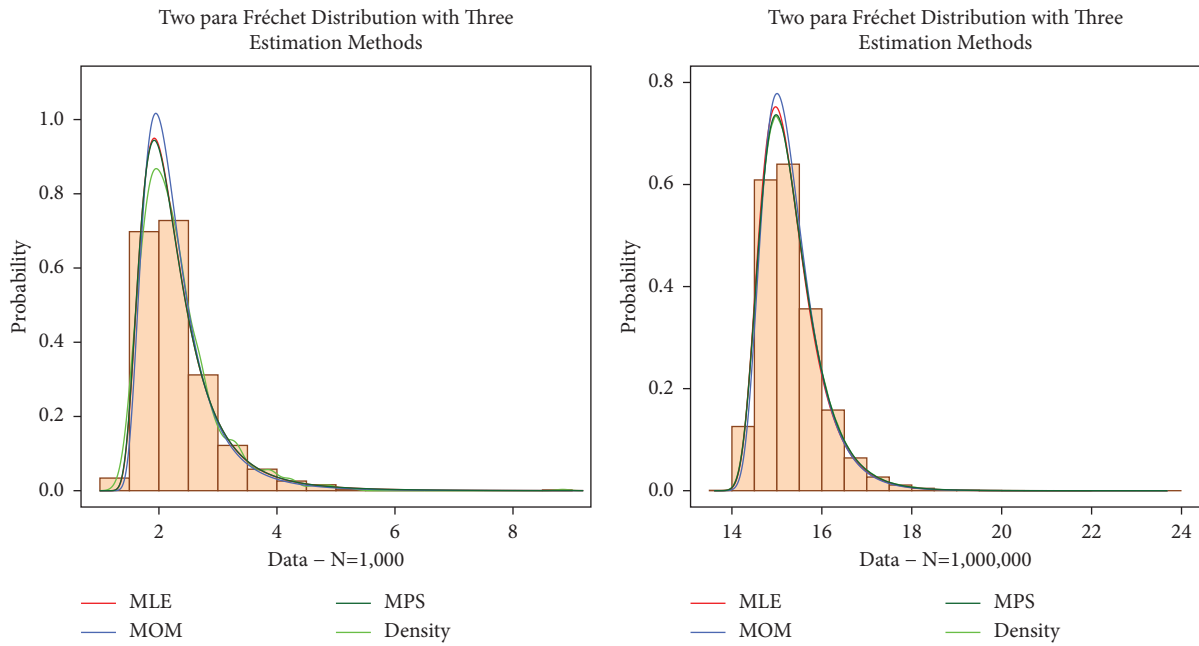 Two para Fréchet Distribution with Three
Estimation Methods
1.0
0.8
0.6
0.4
0.2
0.0
Probability
2
4
6
8
Data − N=1,000
MLE
MOM
MPS
Density
Two para Fréchet Distribution with Three
Estimation Methods
0.8
0.6
0.4
0.2
0.0
Probability
14
16
18
20
22
24
Data − N=1,000,000
MLE
MOM
MPS
Density